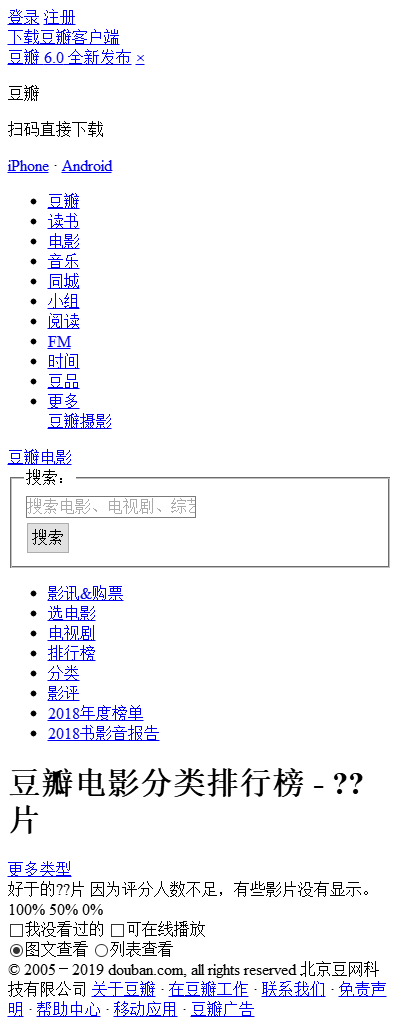 登录 注册
下载豆瓣客户端
豆瓣 6.0 全新发布 ×
豆瓣
扫码直接下载
iPhone · Android
豆瓣
读书
电影
音乐
同城
小组
阅读
FM
时间
豆品
更多
豆瓣摄影
豆瓣电影
搜索：
搜索电影、电视剧、综艺
搜索
影讯&购票
选电影
电视剧
排行榜
分类
影评
2018年度榜单
2018书影音报告
豆瓣电影分类排行榜 - ??
片
更多类型
好于的??片 因为评分人数不足，有些影片没有显示。
100% 50% 0%
我没看过的 可在线播放
图文查看 列表查看
© 2005－2019 douban.com, all rights reserved 北京豆网科
技有限公司 关于豆瓣 · 在豆瓣工作 · 联系我们 · 免责声
明 · 帮助中心 · 移动应用 · 豆瓣广告